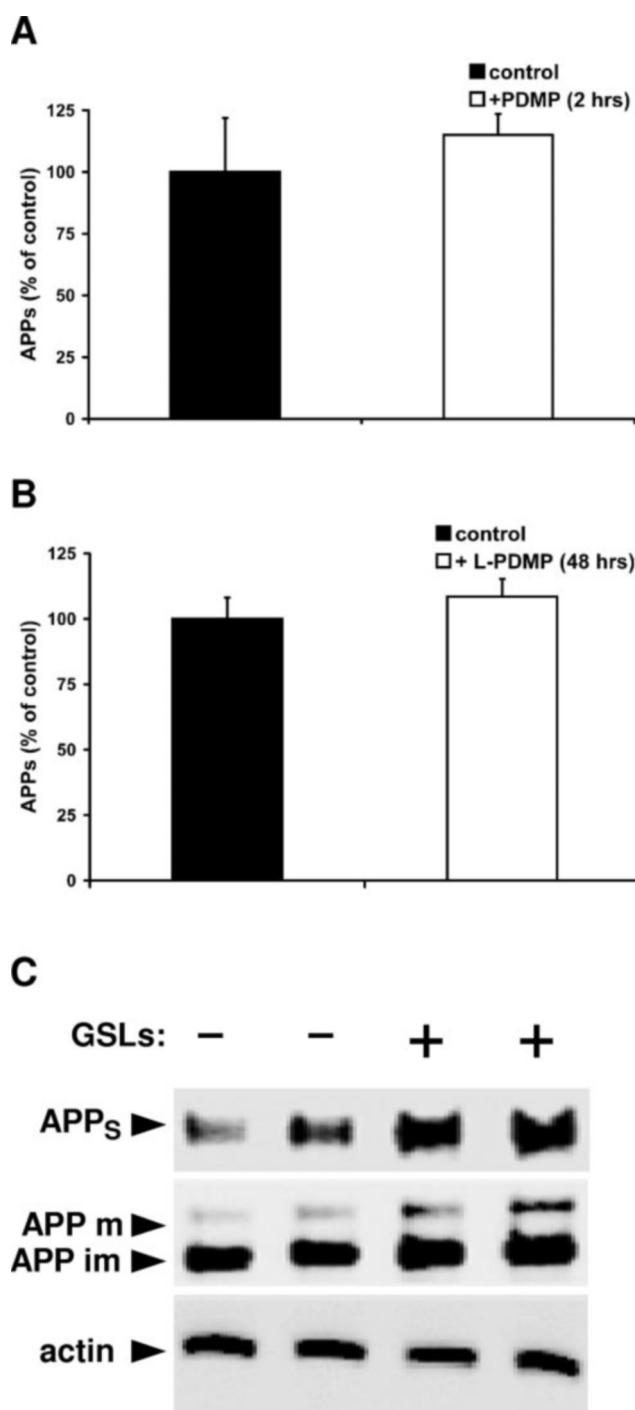 A
control
+PDMP (2 hrs)
APPs (% of control)
125
100
75
50
25
0
B
control
+ L-PDMP (48 hrs)
APPs (% of control)
125
100
75
50
25
0
C
GSLs: − − + +
APPS
APP m
APP im
actin